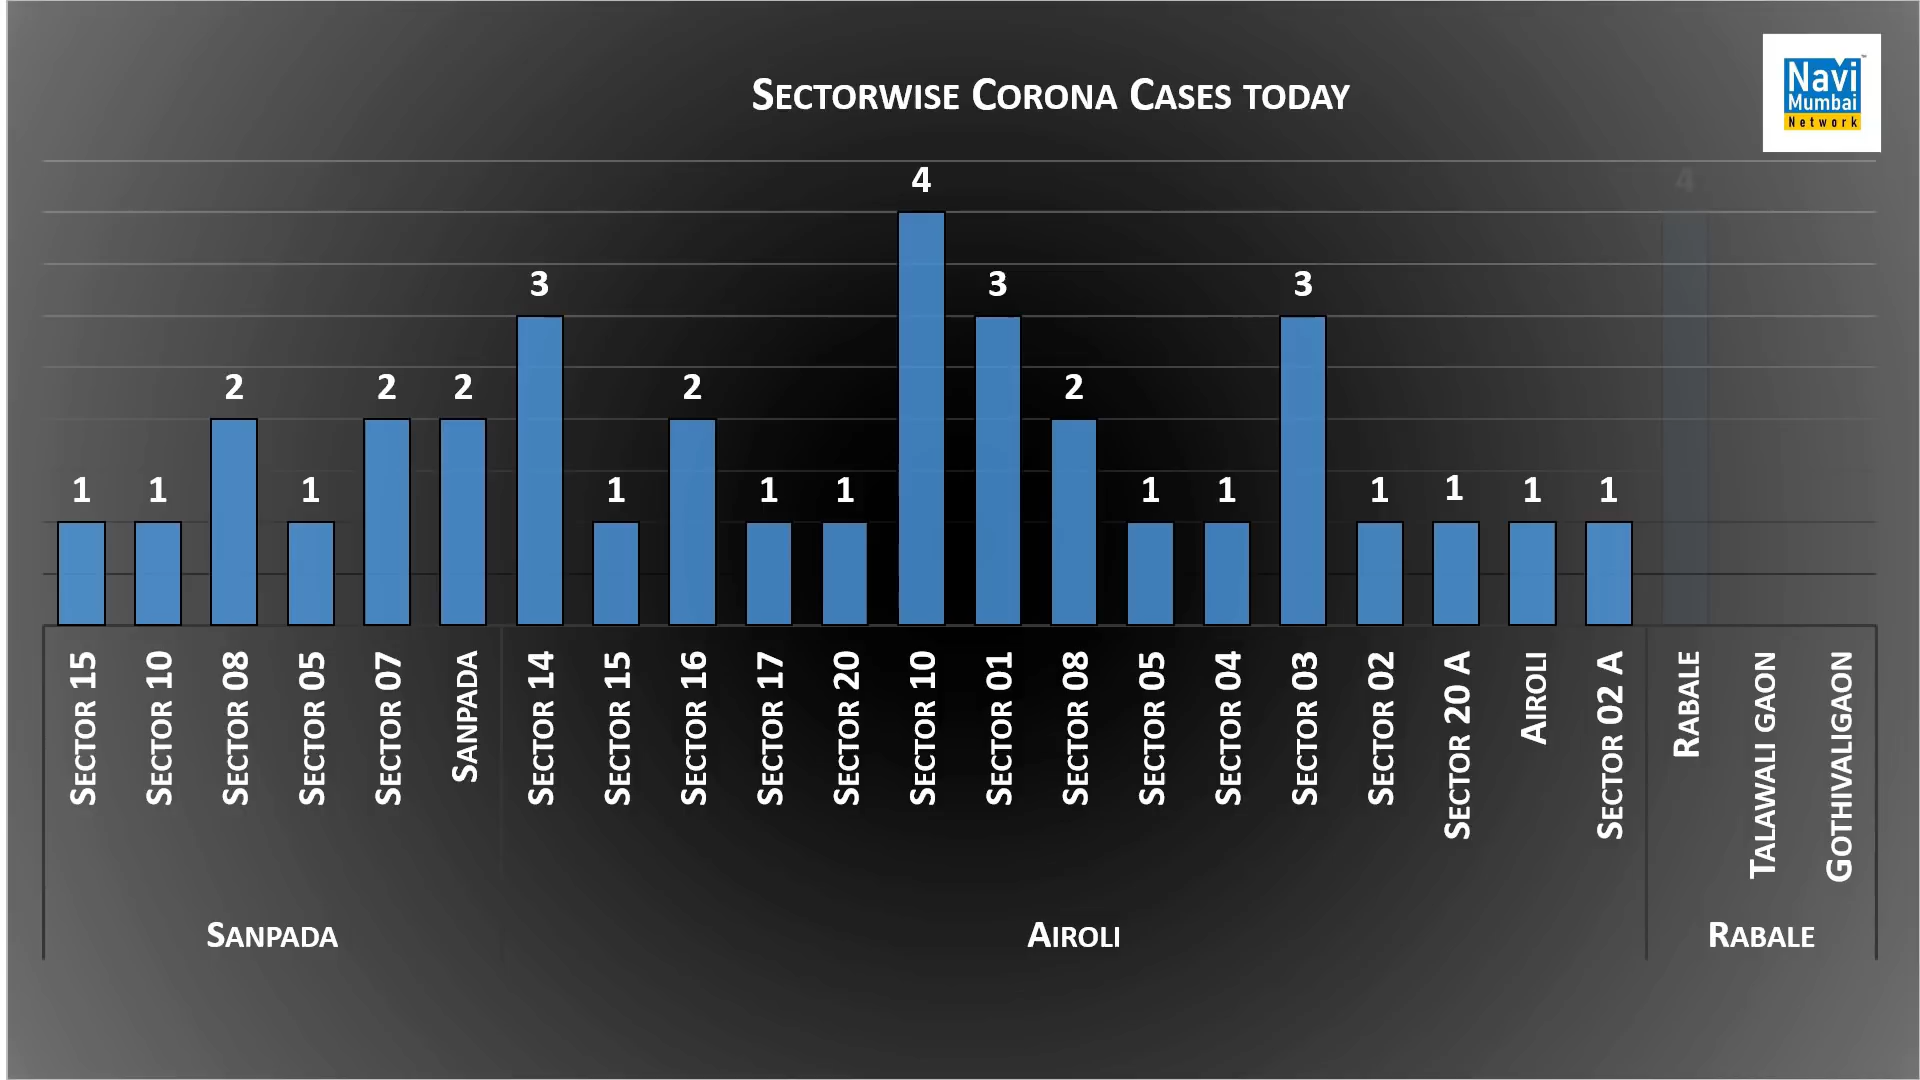 SECTORWISE CORONA CASES TODAY
Navi
Mumbai
Network
1 1 2 1 2 2 3 1 2 1 1 4 3 2 1 1 3 1 1 1 1 4
SECTOR 15
SECTOR 10
SECTOR 08
SECTOR 05
SECTOR 07
SANPADA
SECTOR 14
SECTOR 15
SECTOR 16
SECTOR 17
SECTOR 20
SECTOR 10
SECTOR 01
SECTOR 08
SECTOR 05
SECTOR 04
SECTOR 03
SECTOR 02
SECTOR 20 A
AIROLI
SECTOR 02 A
RABALE
TALAWALI GAON
GOTHIVALIGAON
SANPADA
AIROLI
RABALE